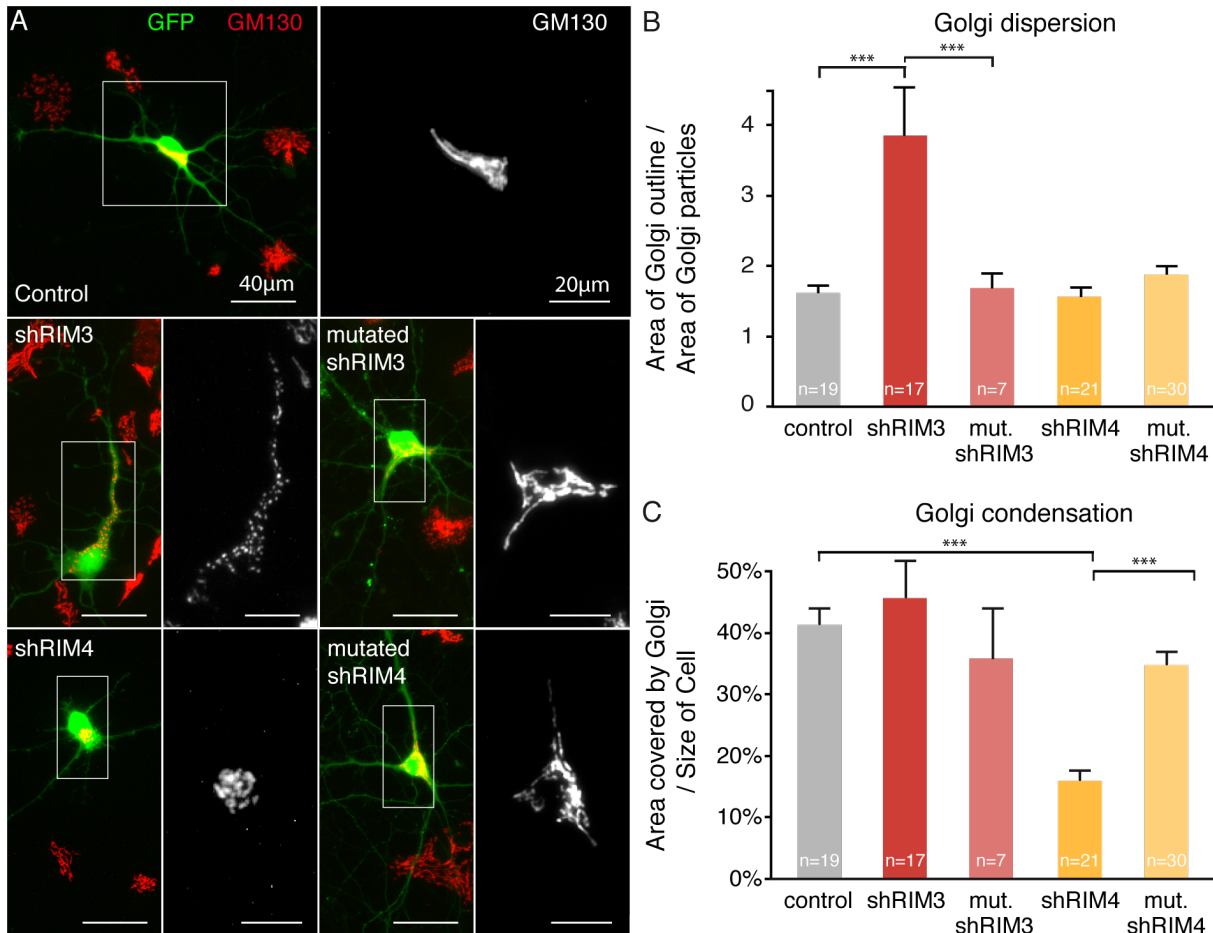 A
GFP GM130
GM130
Control
40µm
20µm
shRIM3
mutated
shRIM3
shRIM4
mutated
shRIM4
B
Golgi dispersion
Area of Golgi outline /
Area of Golgi particles
*** ***
4
3
2
1
0
n=19 n=17 n=7 n=21 n=30
control shRIM3 mut. shRIM4 mut.
shRIM3 shRIM4
C
Golgi condensation
Area covered by Golgi
/ Size of Cell
*** ***
50%
40%
30%
20%
10%
0%
n=19 n=17 n=7 n=21 n=30
control shRIM3 mut. shRIM4 mut.
shRIM3 shRIM4